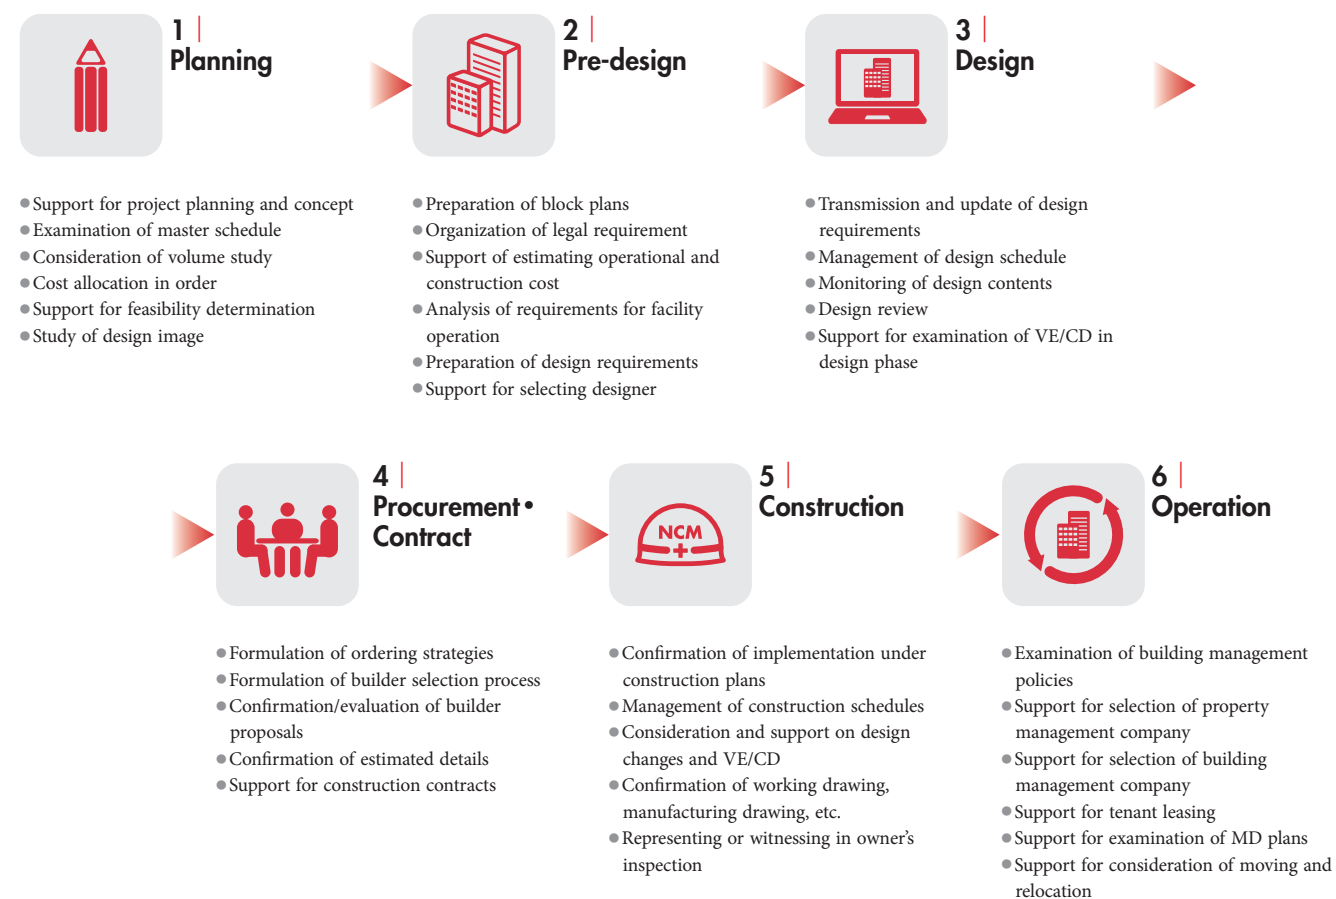 1
Planning
● Support for project planning and concept
● Examination of master schedule
● Consideration of volume study
● Cost allocation in order
● Support for feasibility determination
● Study of design image
2
Pre-design
● Preparation of block plans
● Organization of legal requirement
● Support of estimating operational and
construction cost
● Analysis of requirements for facility
operation
● Preparation of design requirements
● Support for selecting designer
3
Design
● Transmission and update of design
requirements
● Management of design schedule
● Monitoring of design contents
● Design review
● Support for examination of VE/CD in
design phase
4
Procurement•
Contract
● Formulation of ordering strategies
● Formulation of builder selection process
● Confirmation/evaluation of builder
proposals
● Confirmation of estimated details
● Support for construction contracts
NCM
5
Construction
● Confirmation of implementation under
construction plans
● Management of construction schedules
● Consideration and support on design
changes and VE/CD
● Confirmation of working drawing,
manufacturing drawing, etc.
● Representing or witnessing in owner's
inspection
6
Operation
● Examination of building management
policies
● Support for selection of property
management company
● Support for selection of building
management company
● Support for tenant leasing
● Support for examination of MD plans
● Support for consideration of moving and
relocation